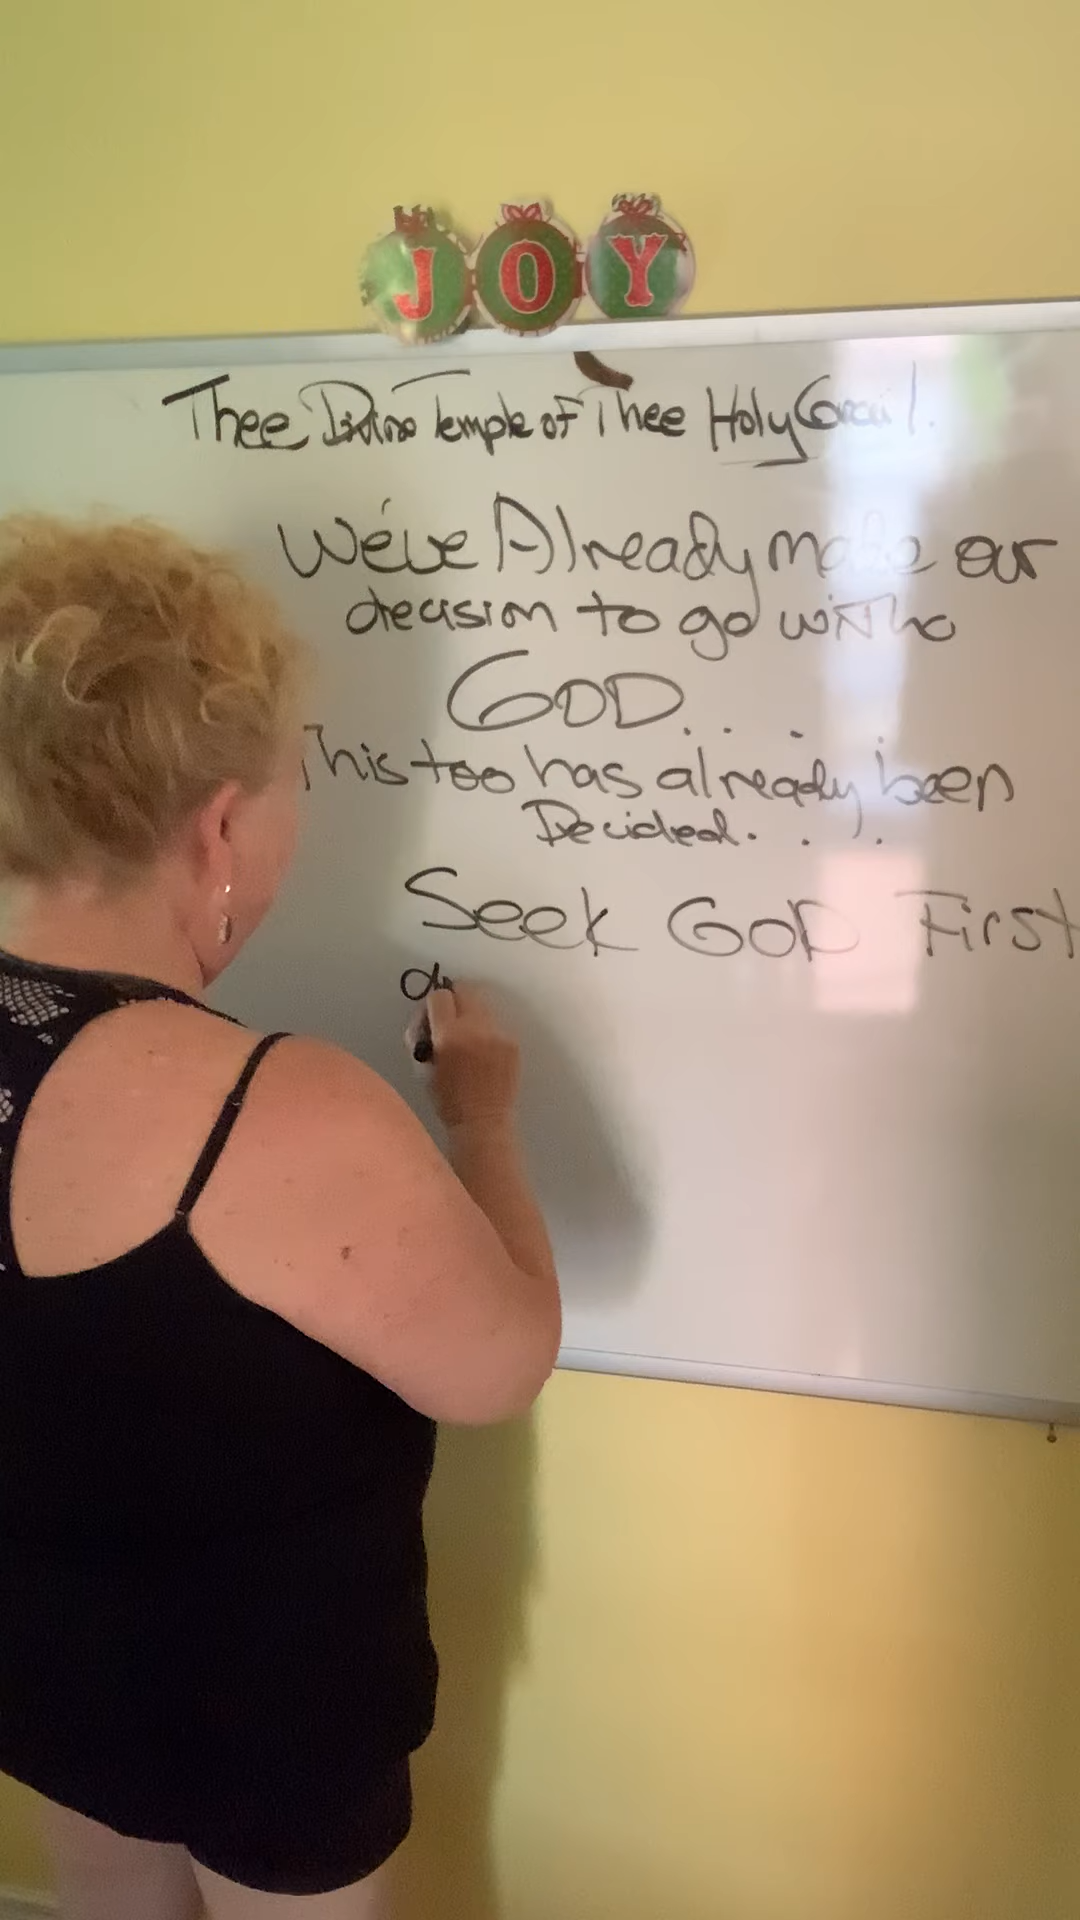 JOY
Thee Divine Temple of Thee Holy Grail.
We've Already made our
decision to go with
GOD...
This too has already been
Decided...
Seek GOD First